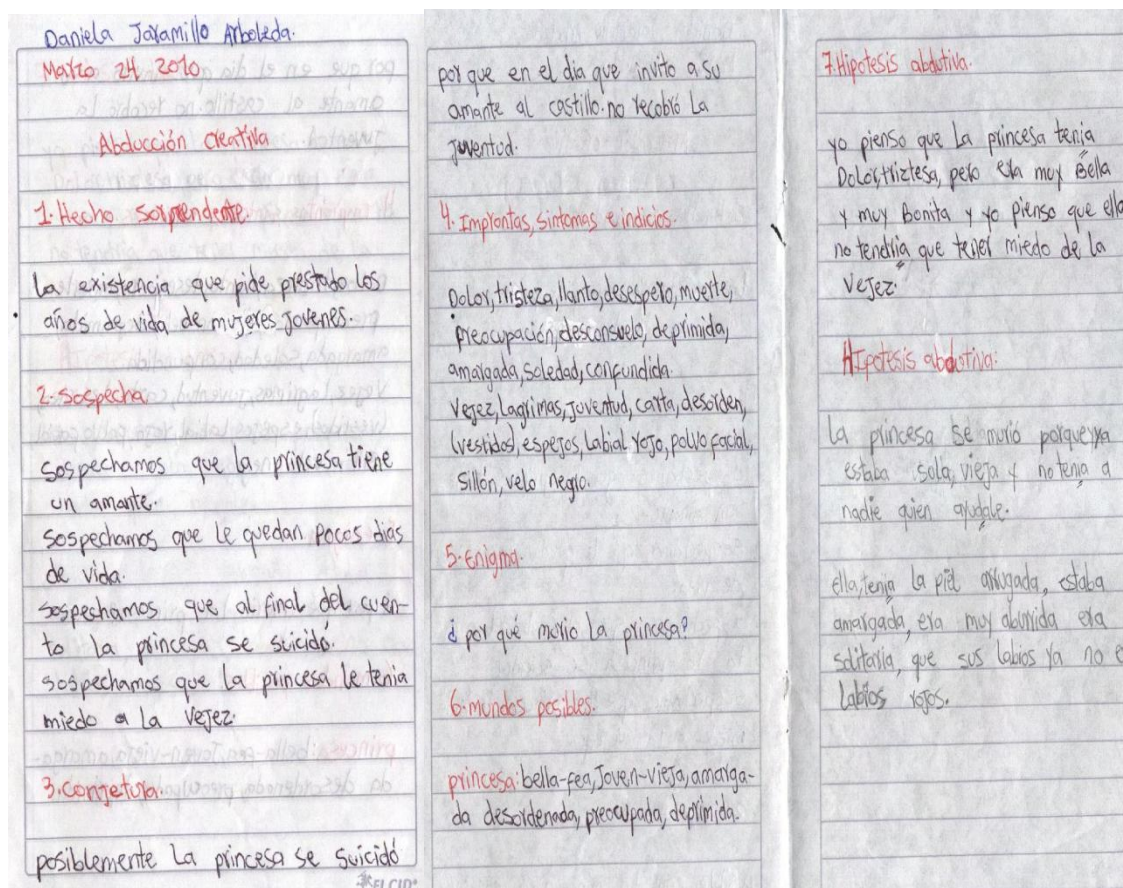 Daniela Jaramillo Arboleda.
Marzo 24 2010
Abducción creativa
1. Hecho sorprendente.
La existencia que pide prestado los
años de vida de mujeres Jovenes.
2. Sospecha
sospechamos que la princesa tiene
un amante.
sospechamos que le quedan pocos dias
de vida.
sospechamos que al final del cuen-
to la princesa se suicidó.
sospechamos que la princesa le tenia
miedo a la vejez.
3. Conjetura.
posiblemente la princesa se suicidó
por que en el dia que invito a su
amante al castillo. no recobró la
Juventud.
4. Improntas, sintomas e indicios.
Dolor, tristeza, llanto, desespero, muerte,
preocupación, desconsuelo, deprimida,
amargada, soledad, confundida.
Vejez, lagrimas, Juventud, carta, desorden,
(vestidos), espejos, labial rojo, polvo facial,
Sillón, velo negro.
5. enigma.
¿por qué murio la princesa?
6. mundos posibles.
princesa: bella-fea, Joven-vieja, amarga-
da desordenada, preocupada, deprimida.
7. Hipotesis abdutiva.
yo pienso que La princesa tenia
Dolor, triztesa, pero era muy Bella
y muy Bonita y yo pienso que ella
no tendria que tener miedo de la
vejez.
Hipotesis abdutiva:
la princesa se murió porque ya
estaba sola, vieja y no tenia a
nadie quien ayudale.
ella, tenia la piel arrugada, estaba
amargada, era muy aburrida era
solitaria, que sus labios ya no e
labios rojos.
ELCID